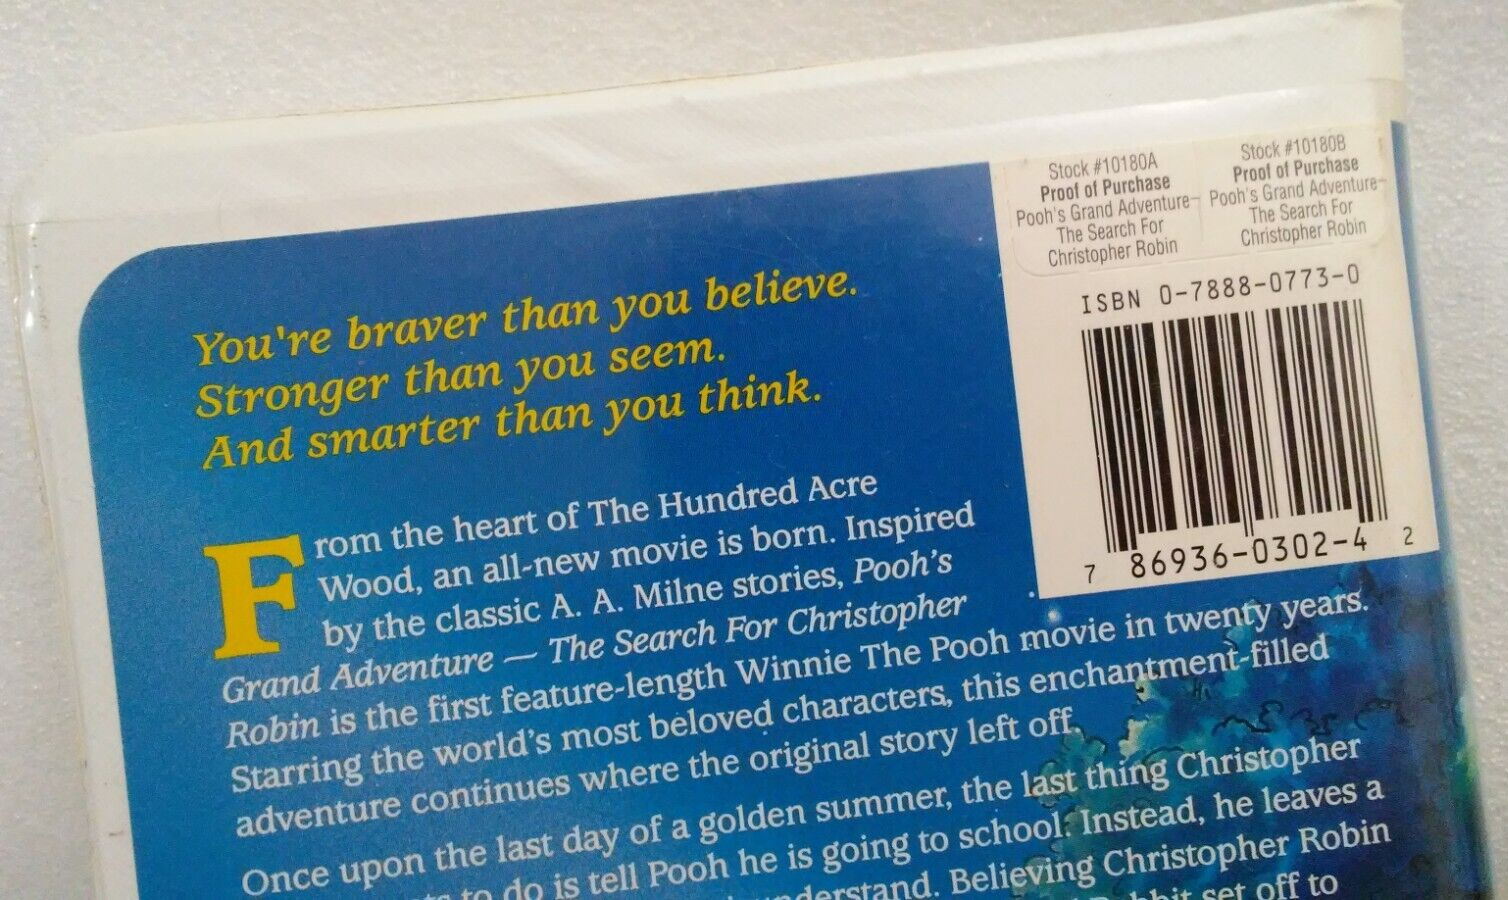 Stock #10180A
Proof of Purchase
Pooh's Grand Adventure-
The Search For
Christopher Robin
Stock #10180B
Proof of Purchase
Pooh's Grand Adventure-
The Search For
Christopher Robin
ISBN 0-7888-0773-0
7 86936-0302-4 2
You're braver than you believe.
Stronger than you seem.
And smarter than you think.
From the heart of The Hundred Acre
Wood, an all-new movie is born. Inspired
by the classic A. A. Milne stories, Pooh's
Grand Adventure — The Search For Christopher
Robin is the first feature-length Winnie The Pooh movie in twenty years.
Starring the world's most beloved characters, this enchantment-filled
adventure continues where the original story left off.
Once upon the last day of a golden summer, the last thing Christopher
to do is tell Pooh he is going to school. Instead, he leaves a
understand. Believing Christopher Robin
Rabbit set off to